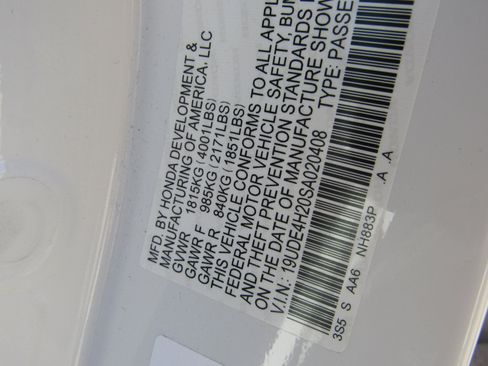 MFD. BY HONDA DEVELOPMENT &
MANUFACTURING OF AMERICA, LLC
GVWR 1815KG (4001LBS)
GAWR F 985KG (2171LBS)
GAWR R 840KG (1851LBS)
THIS VEHICLE CONFORMS TO ALL APPL
FEDERAL MOTOR VEHICLE SAFETY, BUN
AND THEFT PREVENTION STANDARDS
ON THE DATE OF MANUFACTURE SHOW
V.I.N.: 19UDE4H20SA020408 TYPE: PASSE
3S5 S AA6 NH883P .A .A